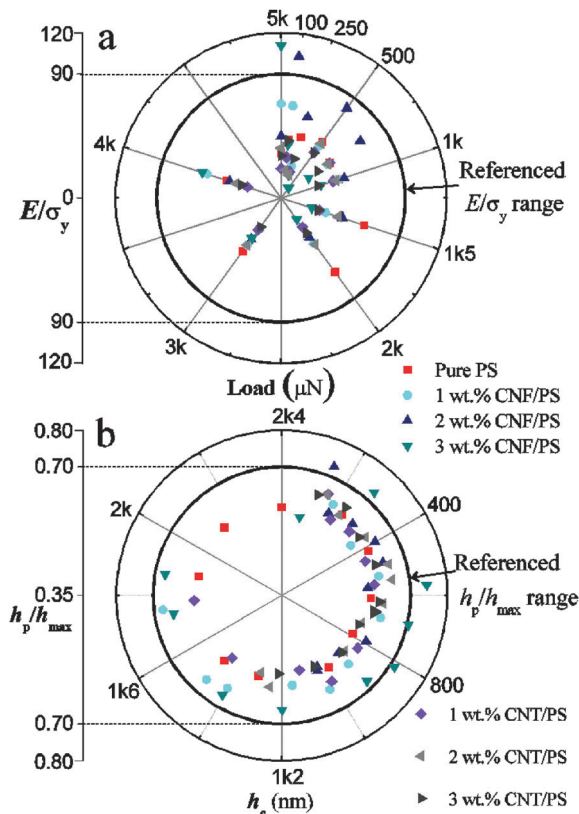 a
120
90
0
90
120
E/σy
5k
100
250
500
1k
1k5
2k
3k
4k
Referenced
E/σy range
Load (μN)
Pure PS
1 wt.% CNF/PS
2 wt.% CNF/PS
3 wt.% CNF/PS
b
0.80
0.70
0.35
0.70
0.80
hp/hmax
2k4
400
800
1k2
1k6
2k
Referenced
hp/hmax range
hc (nm)
1 wt.% CNT/PS
2 wt.% CNT/PS
3 wt.% CNT/PS